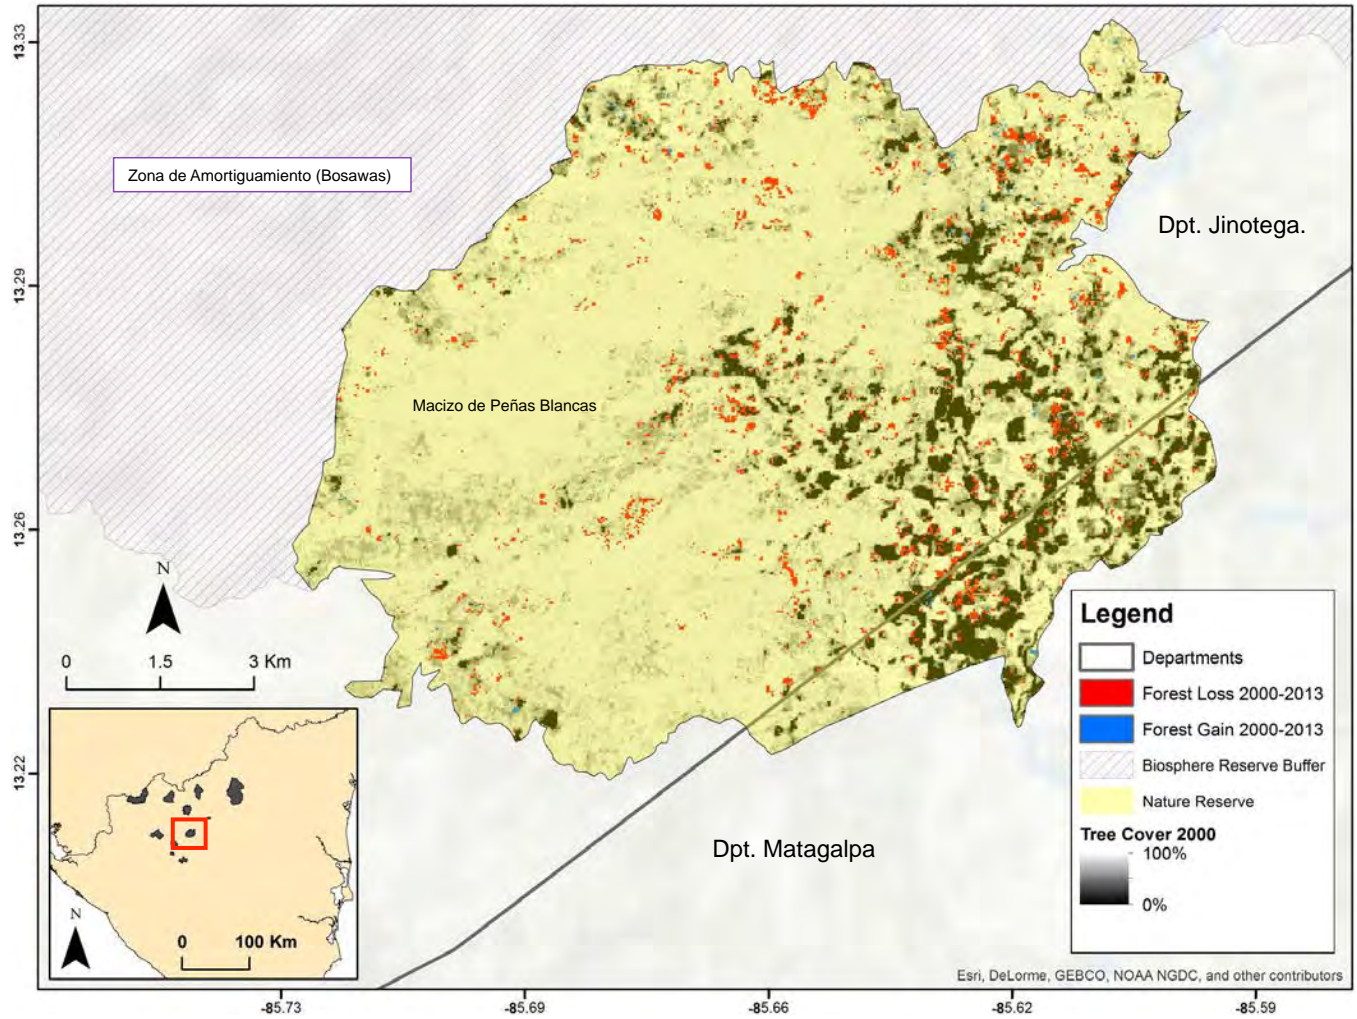 13.33
13.29
13.26
13.22
Zona de Amortiguamiento (Bosawas)
Dpt. Jinotega.
Macizo de Peñas Blancas
Dpt. Matagalpa
N
0 1.5 3 Km
N
0 100 Km
Legend
Departments
Forest Loss 2000-2013
Forest Gain 2000-2013
Biosphere Reserve Buffer
Nature Reserve
Tree Cover 2000
100%
0%
Esri, DeLorme, GEBCO, NOAA NGDC, and other contributors
-85.73 -85.69 -85.66 -85.62 -85.59